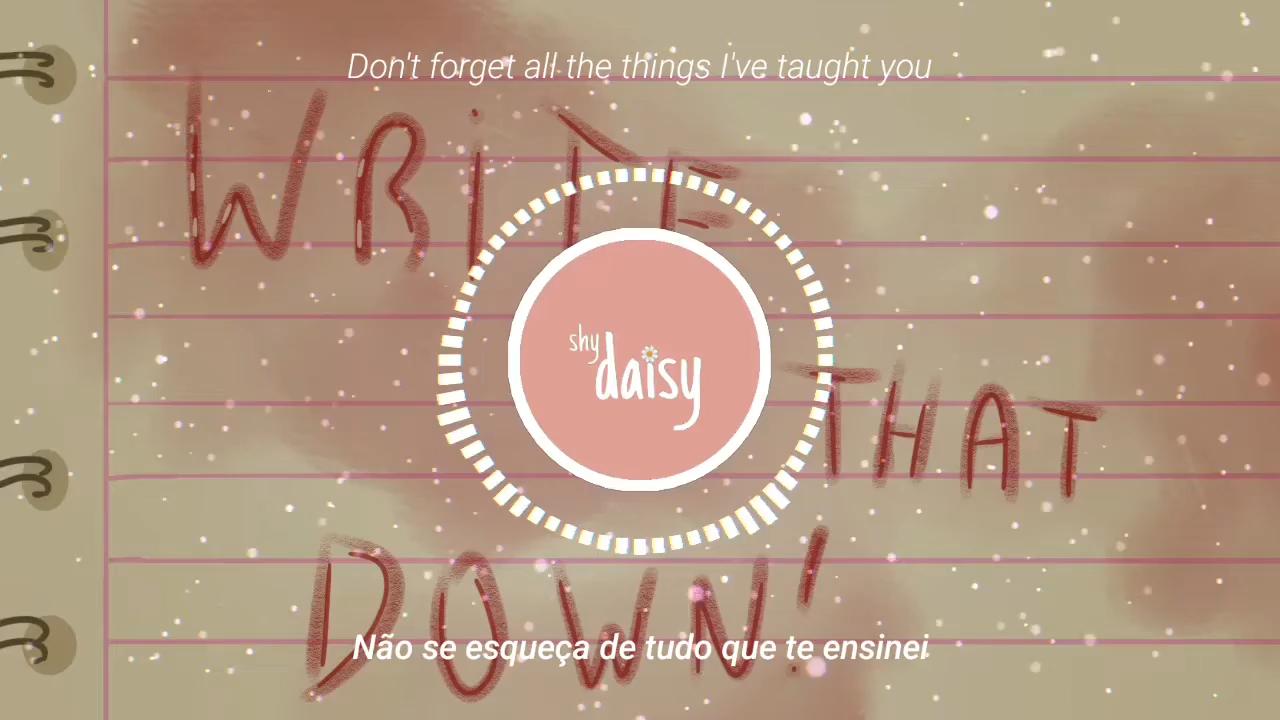 Don't forget all the things I've taught you
WRITE
shy
daisy
THAT
DOWN!
Não se esqueça de tudo que te ensinei